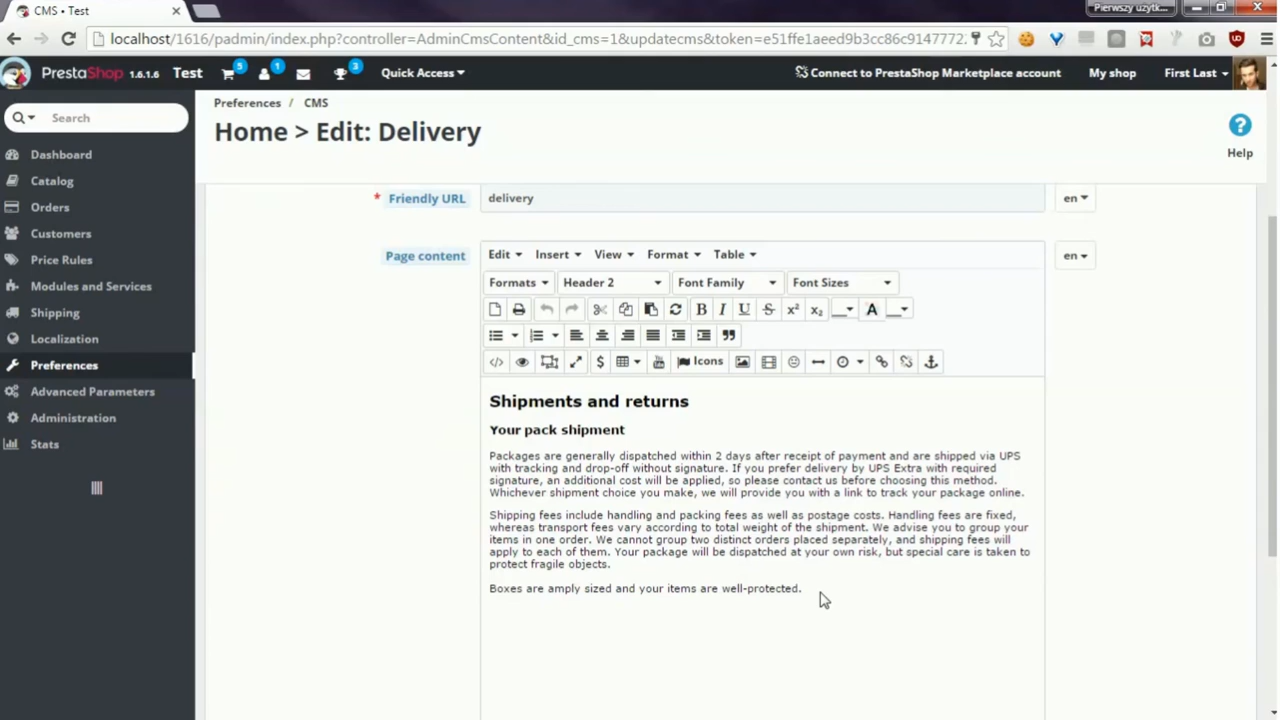 CMS • Test
Pierwszy użytk...
localhost/1616/padmin/index.php?controller=AdminCmsContent&id_cms=1&updatecms&token=e51ffe1aeed9b3cc86c9147772...
PrestaShop 1.6.1.6 Test 5 1 3 Quick Access Connect to PrestaShop Marketplace account My shop First Last
Search
Dashboard
Catalog
Orders
Customers
Price Rules
Modules and Services
Shipping
Localization
Preferences
Advanced Parameters
Administration
Stats
Preferences / CMS
Home > Edit: Delivery
Help
* Friendly URL delivery en
Page content en
Edit Insert View Format Table
Formats Header 2 Font Family Font Sizes
B I U S x² x₂ A
Icons
Shipments and returns
Your pack shipment
Packages are generally dispatched within 2 days after receipt of payment and are shipped via UPS
with tracking and drop-off without signature. If you prefer delivery by UPS Extra with required
signature, an additional cost will be applied, so please contact us before choosing this method.
Whichever shipment choice you make, we will provide you with a link to track your package online.
Shipping fees include handling and packing fees as well as postage costs. Handling fees are fixed,
whereas transport fees vary according to total weight of the shipment. We advise you to group your
items in one order. We cannot group two distinct orders placed separately, and shipping fees will
apply to each of them. Your package will be dispatched at your own risk, but special care is taken to
protect fragile objects.
Boxes are amply sized and your items are well-protected.